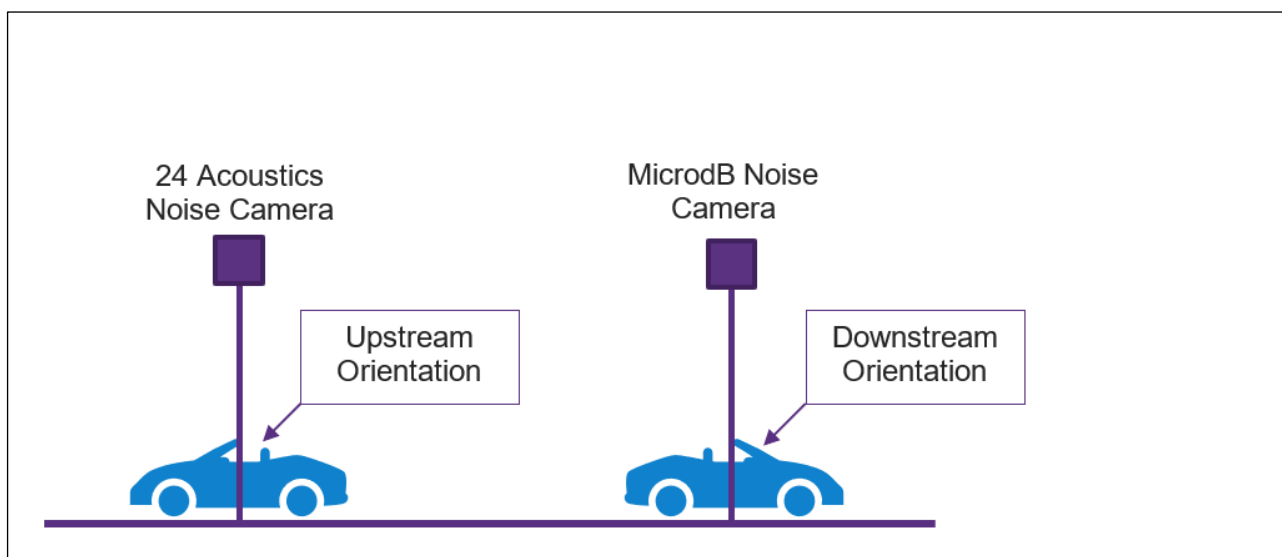 24 Acoustics
Noise Camera
MicrodB Noise
Camera
Upstream
Orientation
Downstream
Orientation